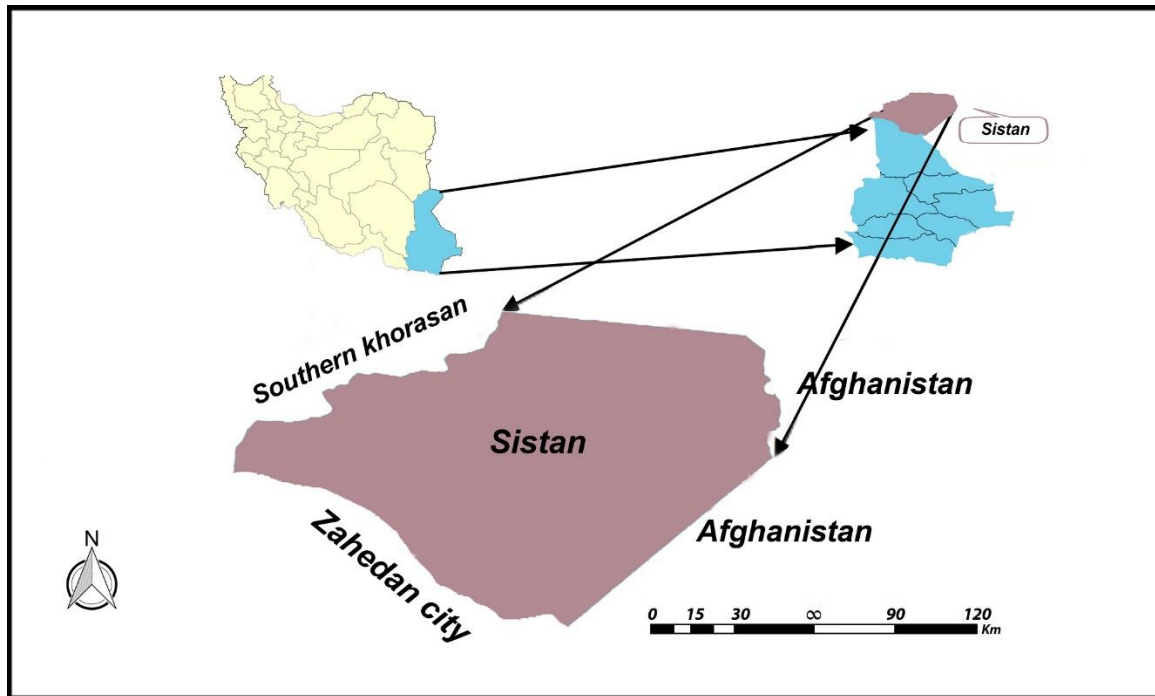 Sistan
Southern khorasan
Afghanistan
Sistan
Zahedan city
Afghanistan
N
0 15 30 ∞ 90 120
Km